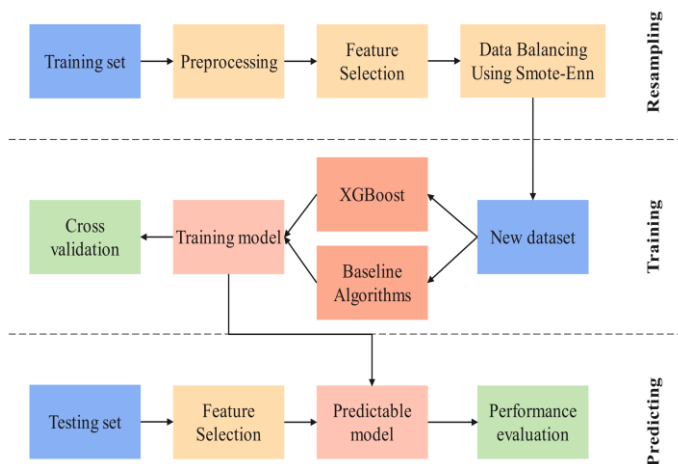 Training set
Preprocessing
Feature
Selection
Data Balancing
Using Smote-Enn
Resampling
Cross
validation
Training model
XGBoost
Baseline
Algorithms
New dataset
Training
Testing set
Feature
Selection
Predictable
model
Performance
evaluation
Predicting